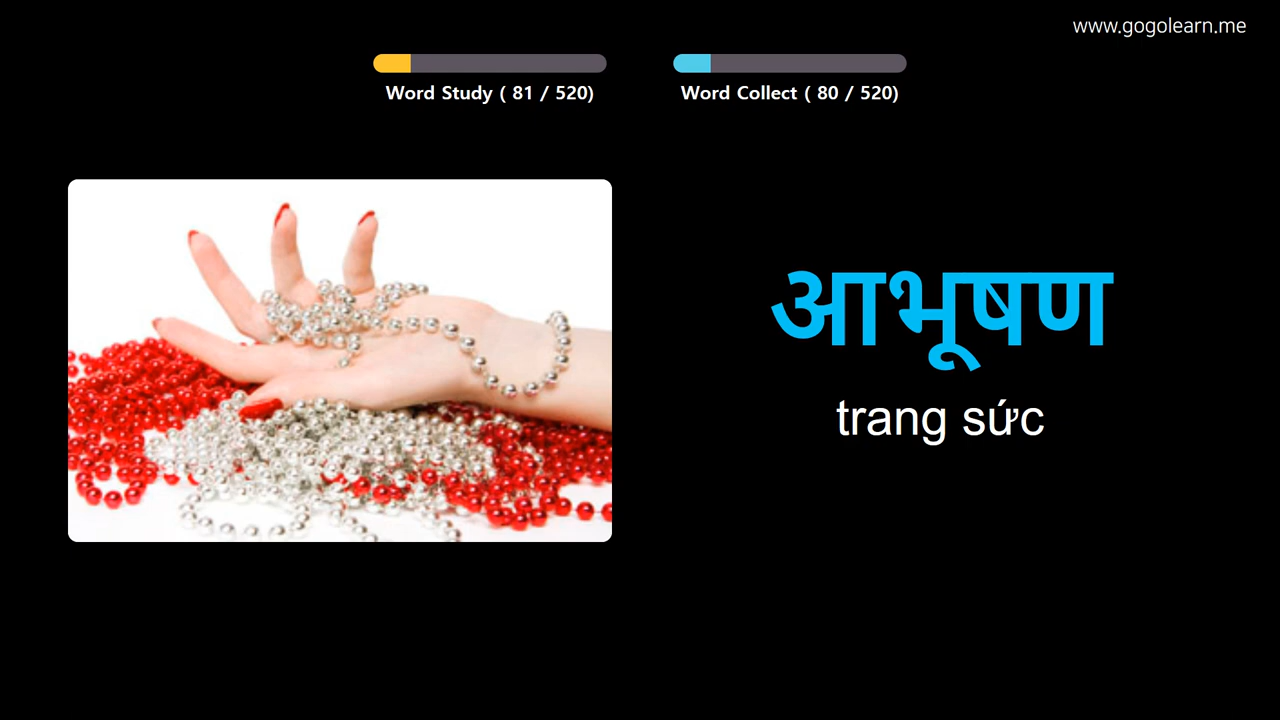 www.gogolearn.me
Word Study ( 81 / 520)
Word Collect ( 80 / 520)
आभूषण
trang sức